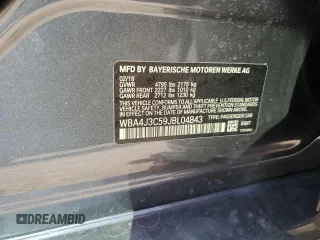 MFD BY BAYERISCHE MOTOREN WERKE AG
02/18
GVWR 4795 lbs 2175 kg
GAWR FRONT 2227 lbs 1010 kg
GAWR REAR 2712 lbs 1230 kg
THIS VEHICLE CONFORMS TO ALL APPLICABLE FEDERAL
MOTOR VEHICLE SAFETY, BUMPER AND THEFT
PREVENTION STANDARDS IN EFFECT ON THE DATE OF
MANUFACTURE SHOWN ABOVE.
WBA4J3C59JBL04843 TYPE: PASSENGER CAR
DREAMBID